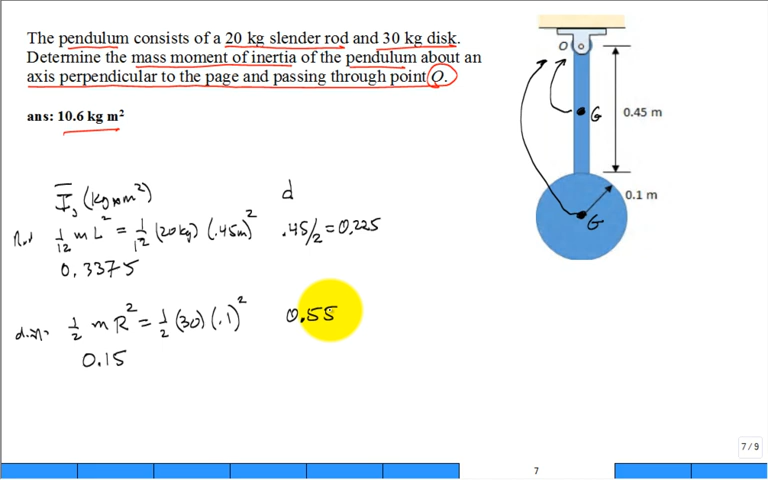 The pendulum consists of a 20 kg slender rod and 30 kg disk.
Determine the mass moment of inertia of the pendulum about an
axis perpendicular to the page and passing through point O.
ans: 10.6 kg m²
O
G
0.45 m
0.1 m
G
I, (kg m²) d
Rod 1/12 m L² = 1/12 (20kg) (.45m)² .45/2 = 0.225
0.3375
disk 1/2 m R² = 1/2 (30) (.1)² 0.55
0.15
7 / 9
7